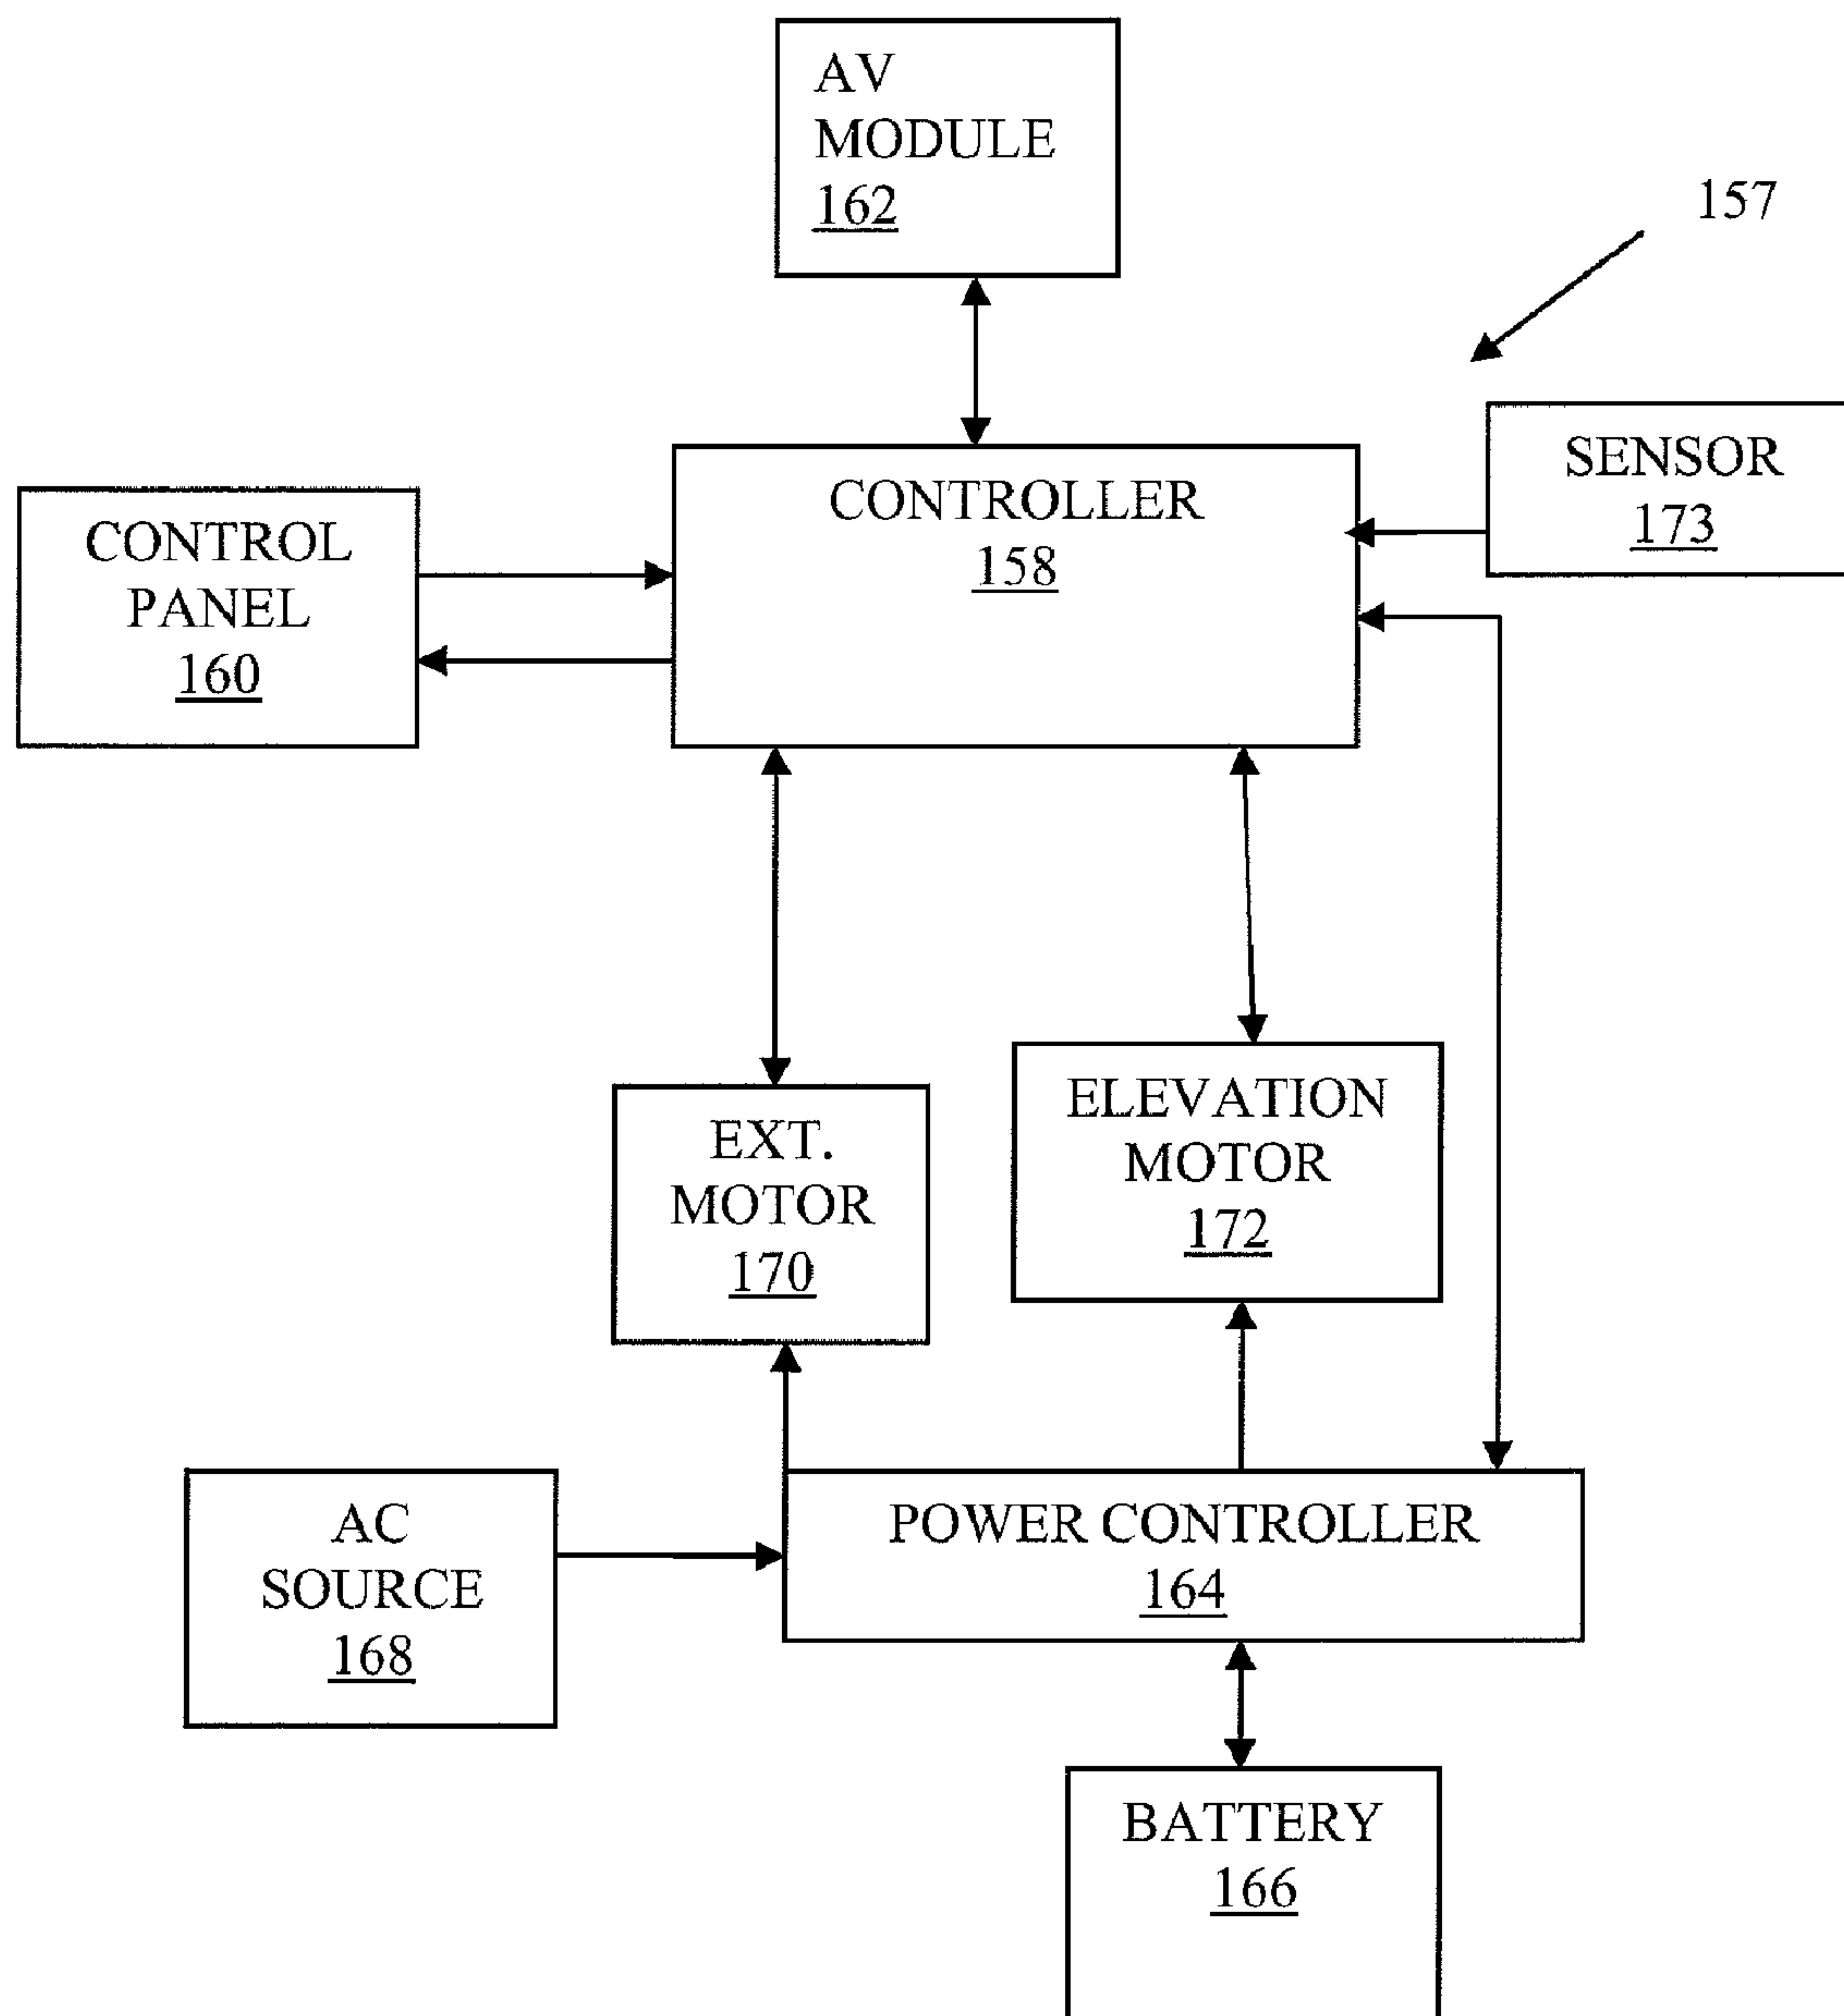 AV
MODULE
162
157
SENSOR
173
CONTROLLER
158
CONTROL
PANEL
160
ELEVATION
MOTOR
172
EXT.
MOTOR
170
AC
SOURCE
168
POWER CONTROLLER
164
BATTERY
166